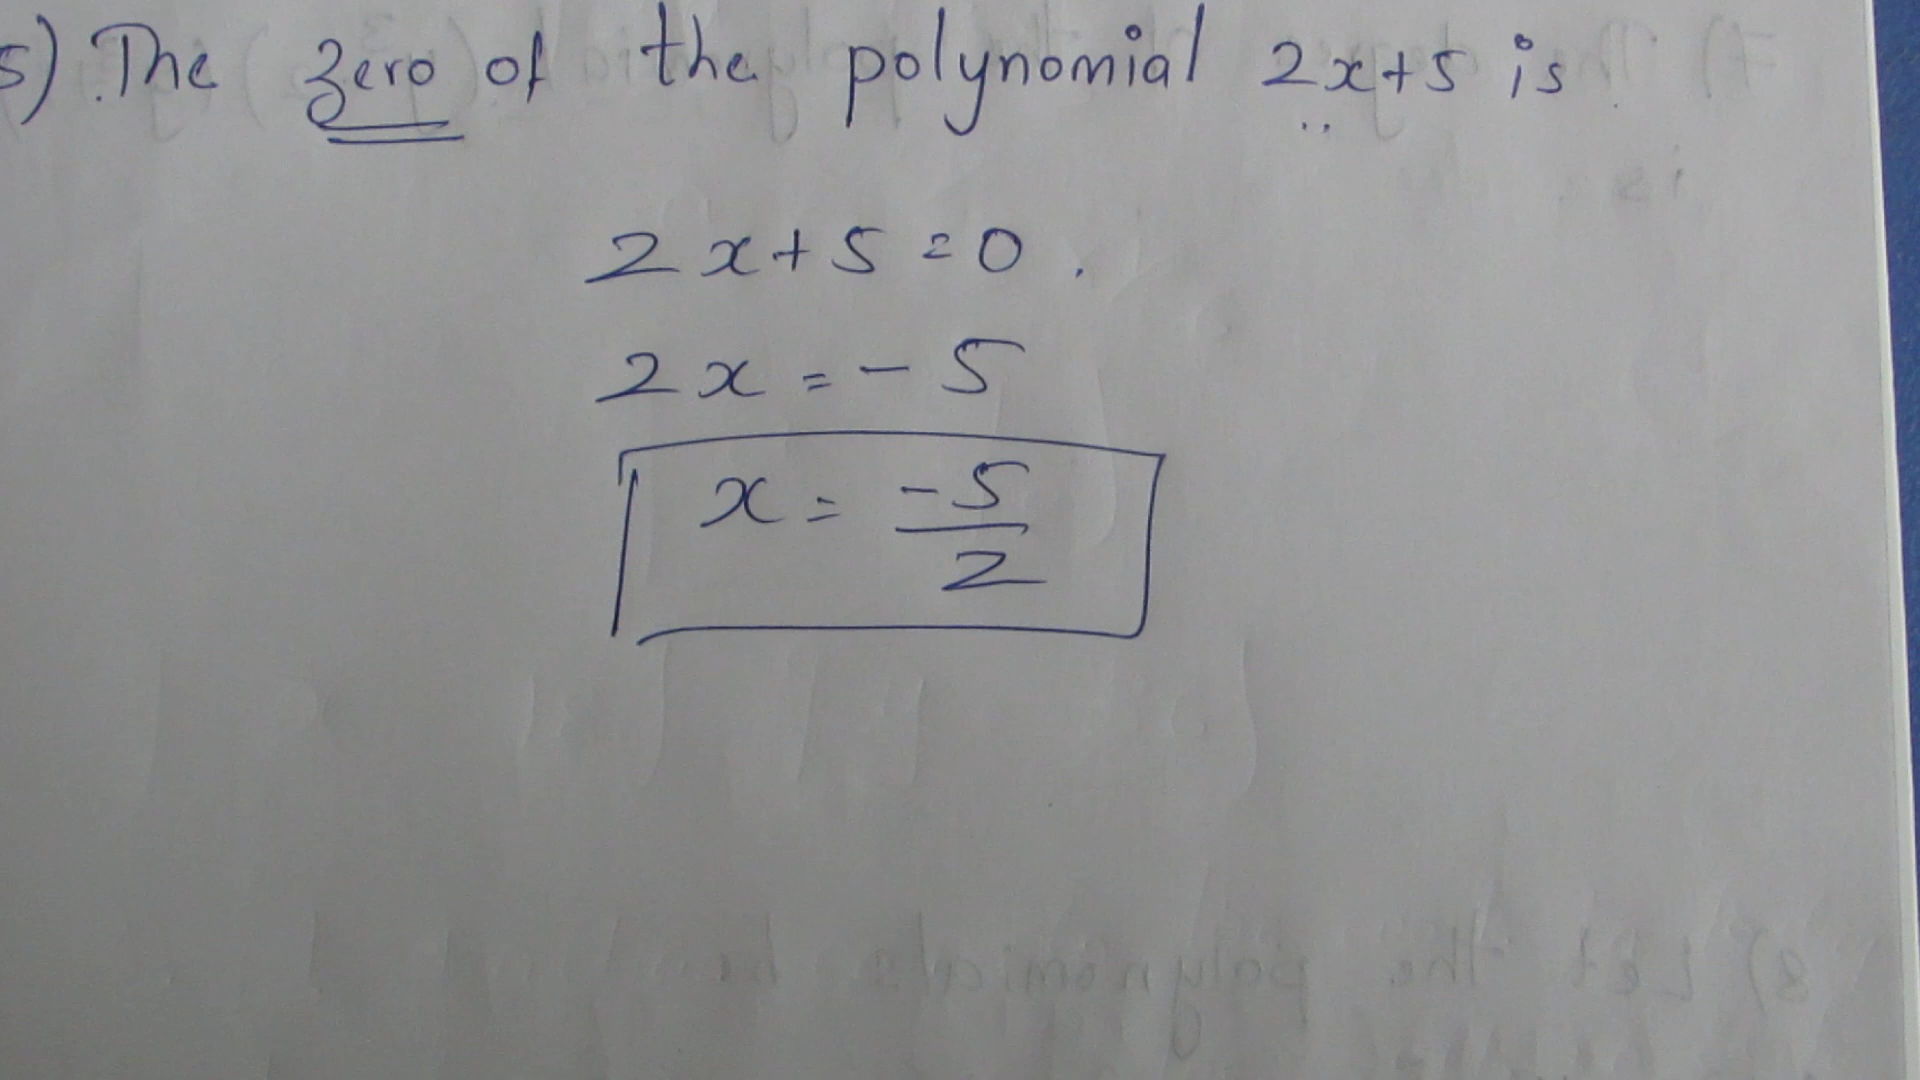 5) The zero of the polynomial 2x+5 is
2x+5=0.
2x=-5
x=-5/2